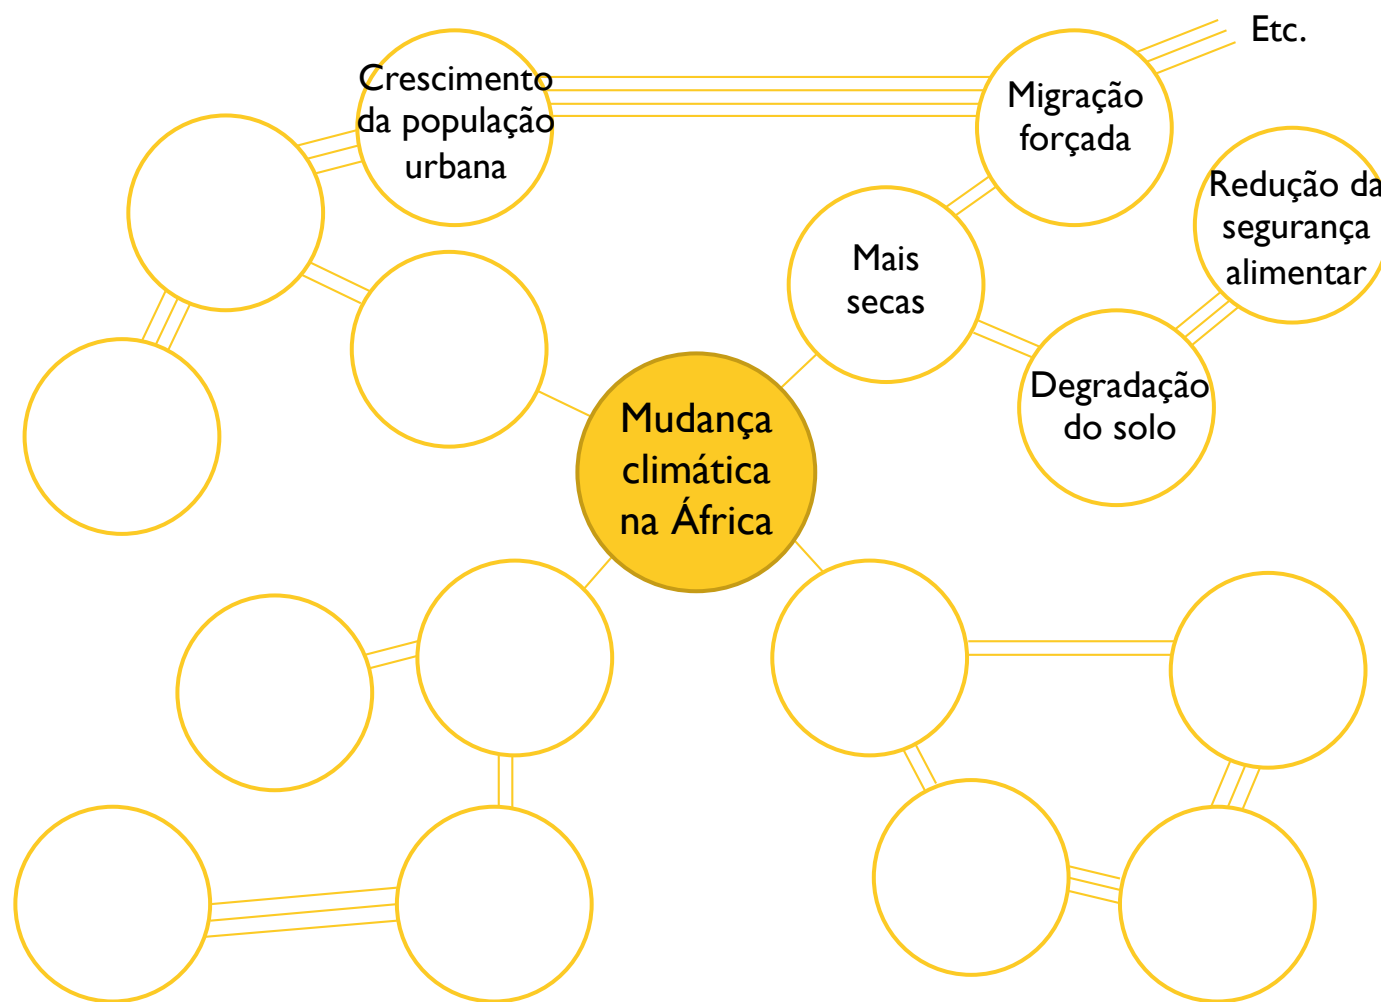 Etc.
Crescimento
da população
urbana
Migração
forçada
Redução da
segurança
alimentar
Mais
secas
Degradação
do solo
Mudança
climática
na África